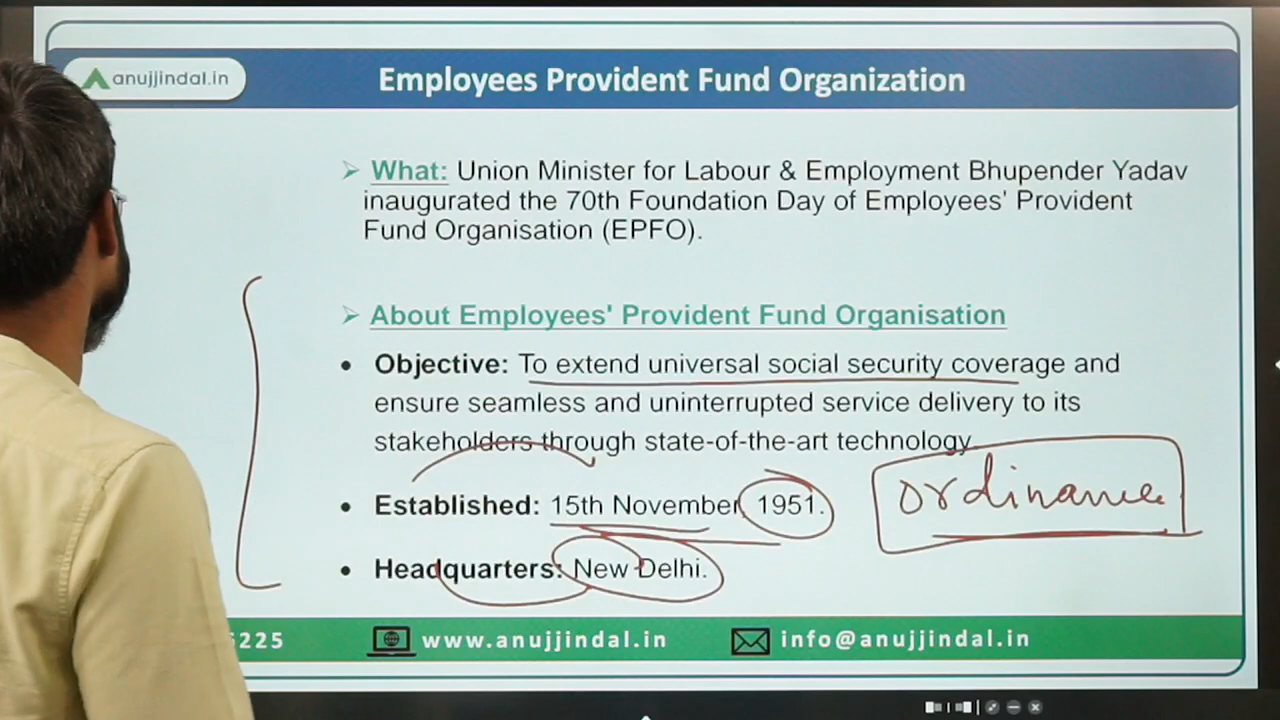 anujjindal.in
Employees Provident Fund Organization
➢ What: Union Minister for Labour & Employment Bhupender Yadav
inaugurated the 70th Foundation Day of Employees' Provident
Fund Organisation (EPFO).
➢ About Employees' Provident Fund Organisation
• Objective: To extend universal social security coverage and
ensure seamless and uninterrupted service delivery to its
stakeholders through state-of-the-art technology.
• Established: 15th November, 1951.
ordinance
• Headquarters: New Delhi.
6225 www.anujjindal.in info@anujjindal.in